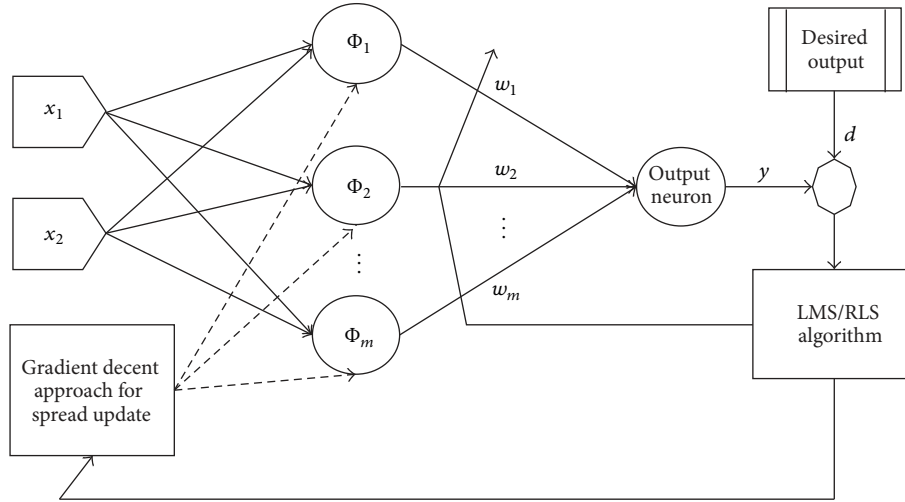 x₁
x₂
Gradient decent
approach for
spread update
Φ₁
Φ₂
⋮
Φₘ
w₁
w₂
⋮
wₘ
Output
neuron
y
Desired
output
d
LMS/RLS
algorithm